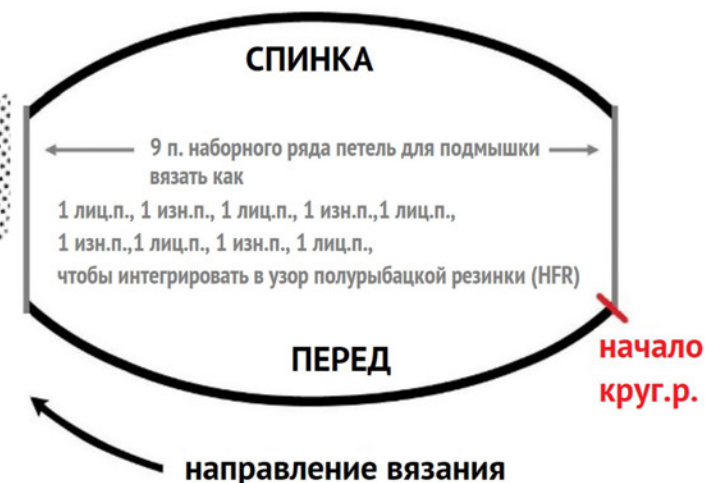 СПИНКА
9 п. наборного ряда петель для подмышки
вязать как
1 лиц.п., 1 изн.п., 1 лиц.п., 1 изн.п.,1 лиц.п.,
1 изн.п.,1 лиц.п., 1 изн.п., 1 лиц.п.,
чтобы интегрировать в узор полурыбацкой резинки (HFR)
ПЕРЕД
начало
круг.р.
направление вязания